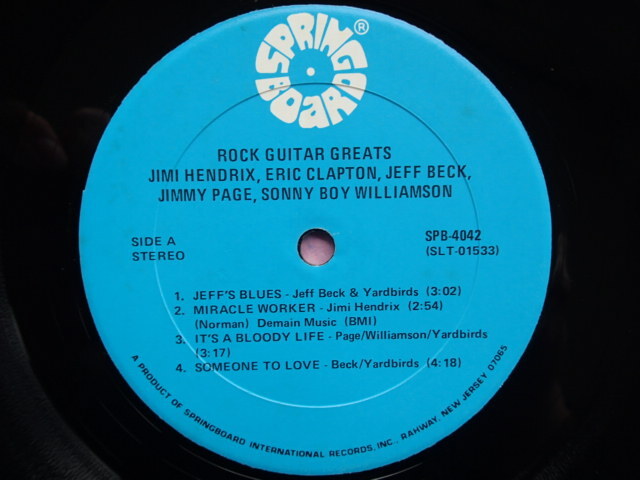 SPRINGBOARD®
ROCK GUITAR GREATS
JIMI HENDRIX, ERIC CLAPTON, JEFF BECK,
JIMMY PAGE, SONNY BOY WILLIAMSON
SIDE A
STEREO
SPB-4042
(SLT-01533)
1. JEFF'S BLUES - Jeff Beck & Yardbirds (3:02)
2. MIRACLE WORKER - Jimi Hendrix (2:54)
(Norman) Demain Music (BMI)
3. IT'S A BLOODY LIFE - Page/Williamson/Yardbirds
(3:17)
4. SOMEONE TO LOVE - Beck/Yardbirds (4:18)
A PRODUCT OF SPRINGBOARD INTERNATIONAL RECORDS, INC., RAHWAY, NEW JERSEY 07065